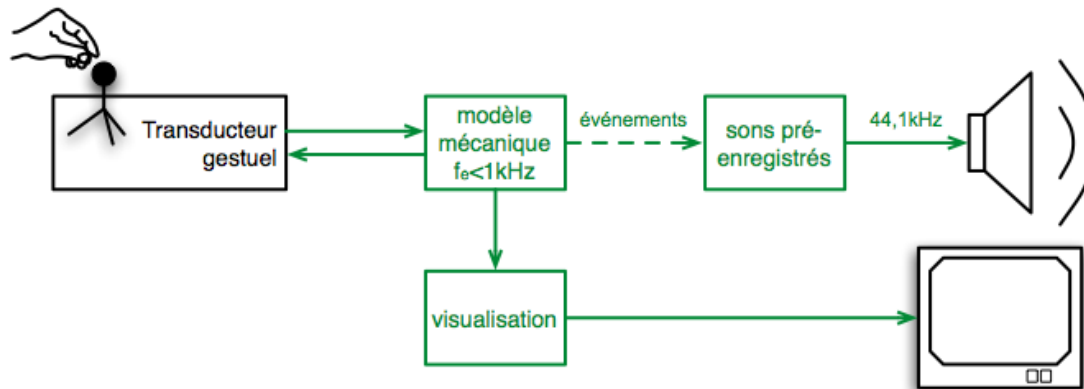 Transducteur
gestuel
modèle
mécanique
fe<1kHz
événements
sons pré-
enregistrés
44,1kHz
visualisation